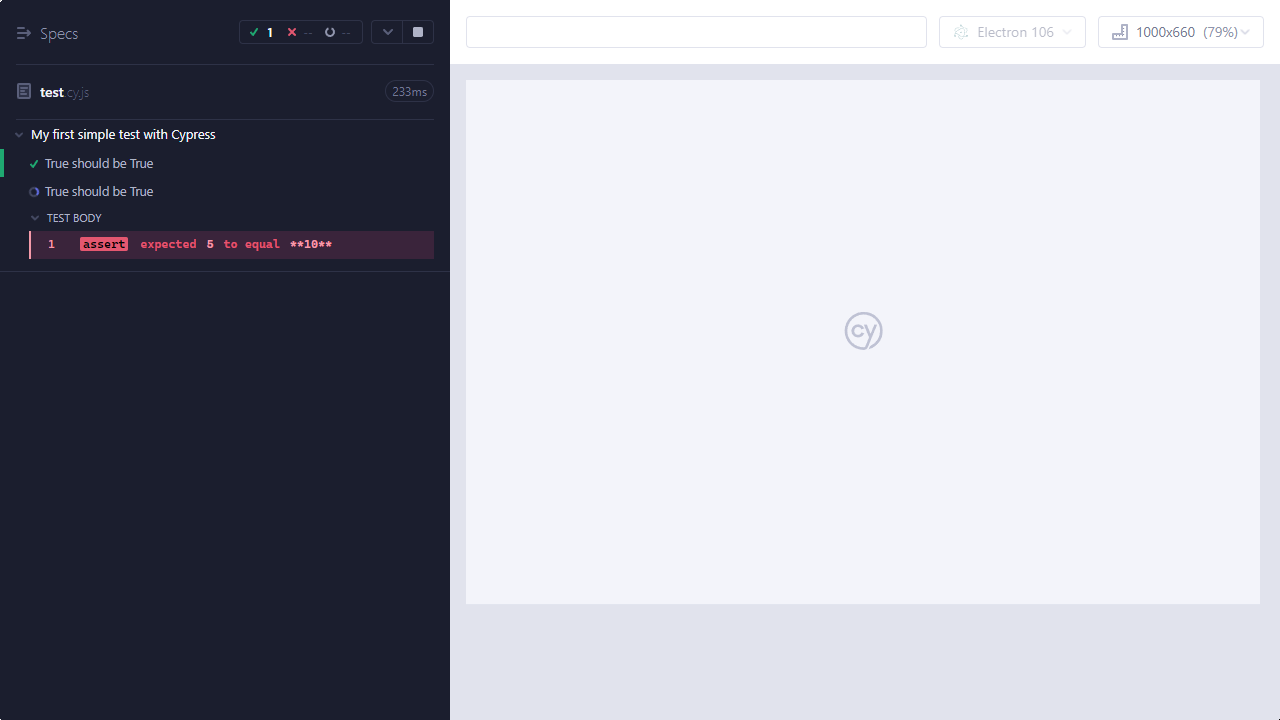 Specs
1 -- --
Electron 106
1000x660 (79%)
test.cy.js
233ms
My first simple test with Cypress
True should be True
True should be True
TEST BODY
1 assert expected 5 to equal **10**
cy